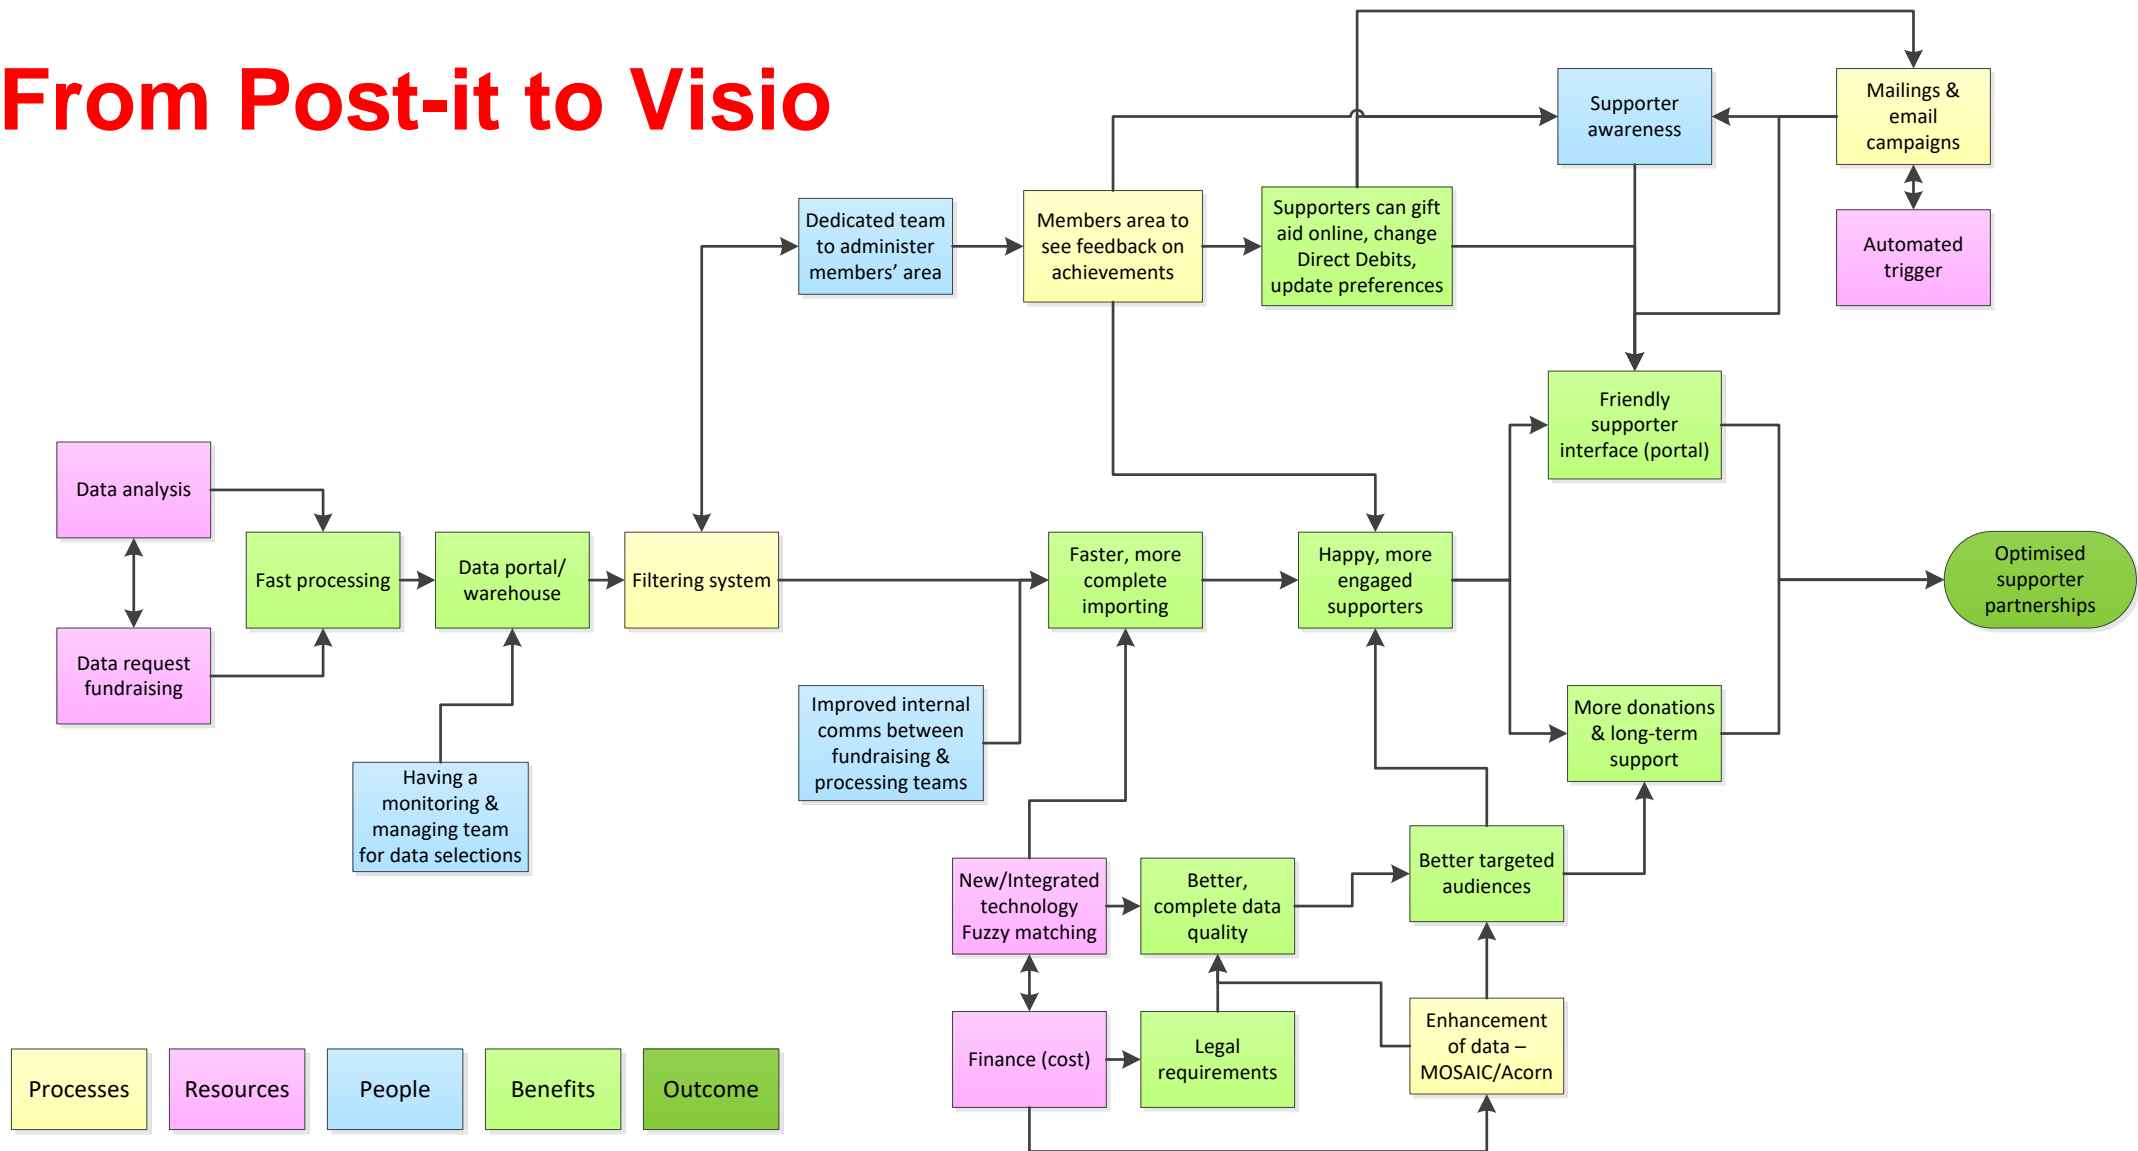 From Post-it to Visio
Supporter
awareness
Mailings &
email
campaigns
Dedicated team
to administer
members’ area
Members area to
see feedback on
achievements
Supporters can gift
aid online, change
Direct Debits,
update preferences
Automated
trigger
Friendly
supporter
interface (portal)
Data analysis
Fast processing
Data portal/
warehouse
Filtering system
Faster, more
complete
importing
Happy, more
engaged
supporters
Optimised
supporter
partnerships
Data request
fundraising
Improved internal
comms between
fundraising &
processing teams
More donations
& long-term
support
Having a
monitoring &
managing team
for data selections
New/Integrated
technology
Fuzzy matching
Better,
complete data
quality
Better targeted
audiences
Finance (cost)
Legal
requirements
Enhancement
of data –
MOSAIC/Acorn
Processes
Resources
People
Benefits
Outcome